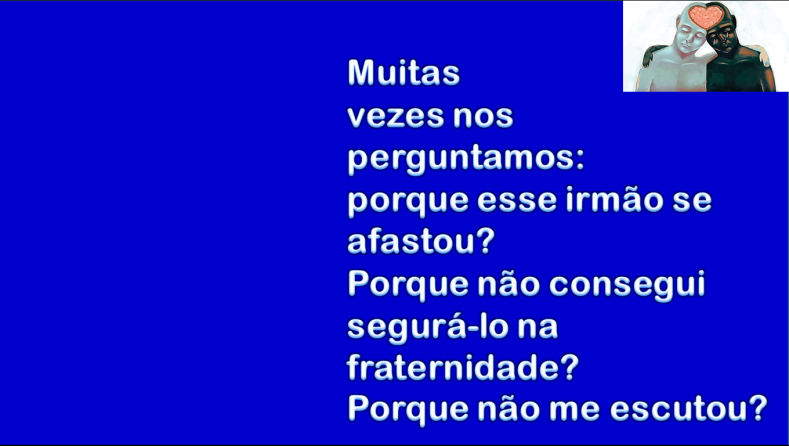 Muitas
vezes nos
perguntamos:
porque esse irmão se
afastou?
Porque não consegui
segurá-lo na
fraternidade?
Porque não me escutou?